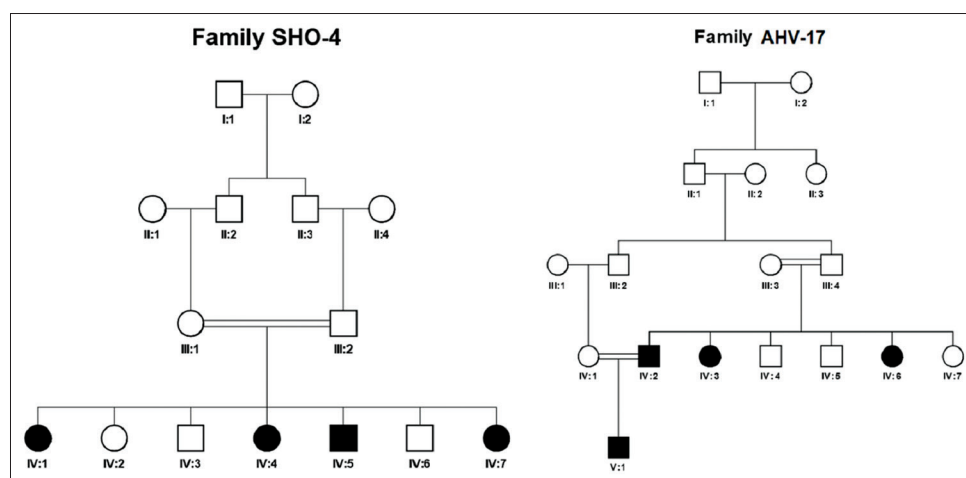 Family SHO-4
I:1 I:2
II:1 II:2 II:3 II:4
III:1 III:2
IV:1 IV:2 IV:3 IV:4 IV:5 IV:6 IV:7
Family AHV-17
I:1 I:2
II:1 II:2 II:3
III:1 III:2 III:3 III:4
IV:1 IV:2 IV:3 IV:4 IV:5 IV:6 IV:7
V:1